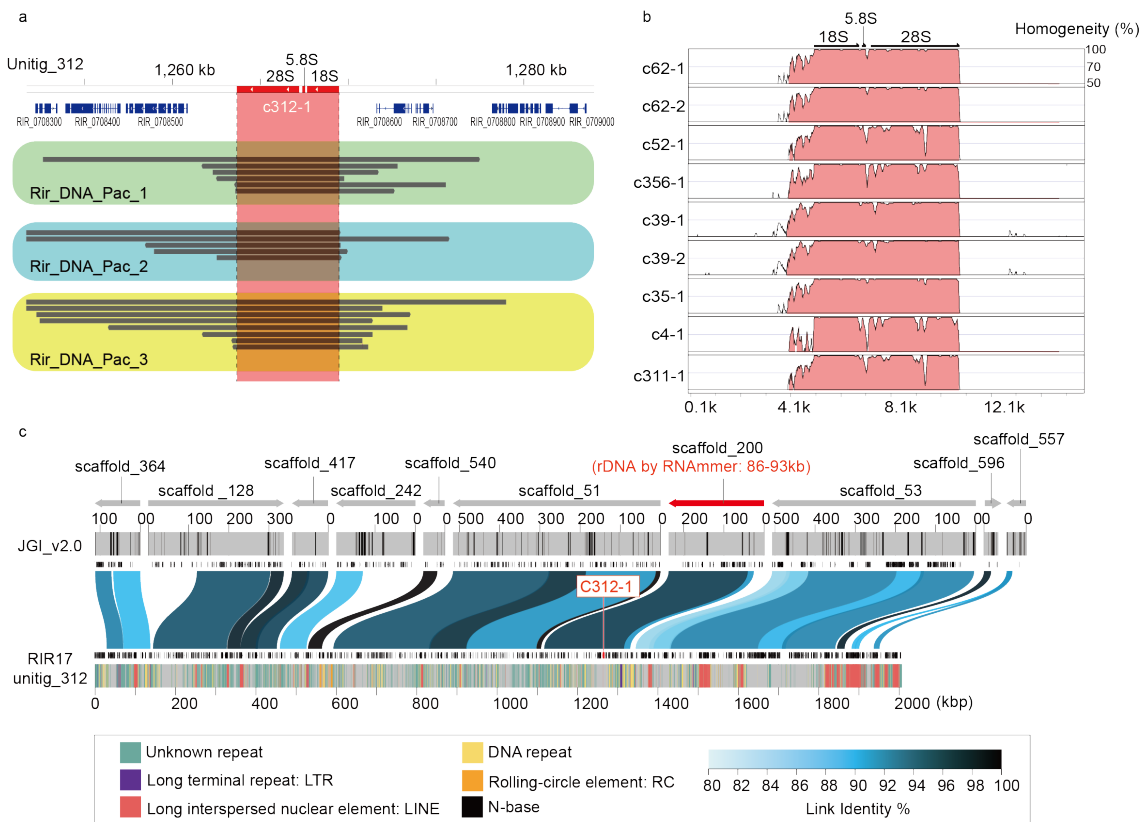 a
Unitig_312
1,260 kb
5.8S
28S 18S
1,280 kb
c312-1
RIR_0708300 RIR_0708400 RIR_0708500 RIR_0708600 RIR_0708700 RIR_0708800 RIR_0708900 RIR_0709000
Rir_DNA_Pac_1
Rir_DNA_Pac_2
Rir_DNA_Pac_3
b
5.8S
18S 28S
Homogeneity (%)
100
70
50
c62-1
c62-2
c52-1
c356-1
c39-1
c39-2
c35-1
c4-1
c311-1
0.1k 4.1k 8.1k 12.1k
c
scaffold_364
scaffold_128
scaffold_417
scaffold_242
scaffold_540
scaffold_51
scaffold_200
(rDNA by RNAmmer: 86-93kb)
scaffold_53
scaffold_596
scaffold_557
100 0 0 100 200 300 0 100 0 0 500 400 300 200 100 0 200 100 0 500 400 300 200 100 0 0 0
JGI_v2.0
C312-1
RIR17
unitig_312
0 200 400 600 800 1000 1200 1400 1600 1800 2000 (kbp)
Unknown repeat
Long terminal repeat: LTR
Long interspersed nuclear element: LINE
DNA repeat
Rolling-circle element: RC
N-base
80 82 84 86 88 90 92 94 96 98 100
Link Identity %